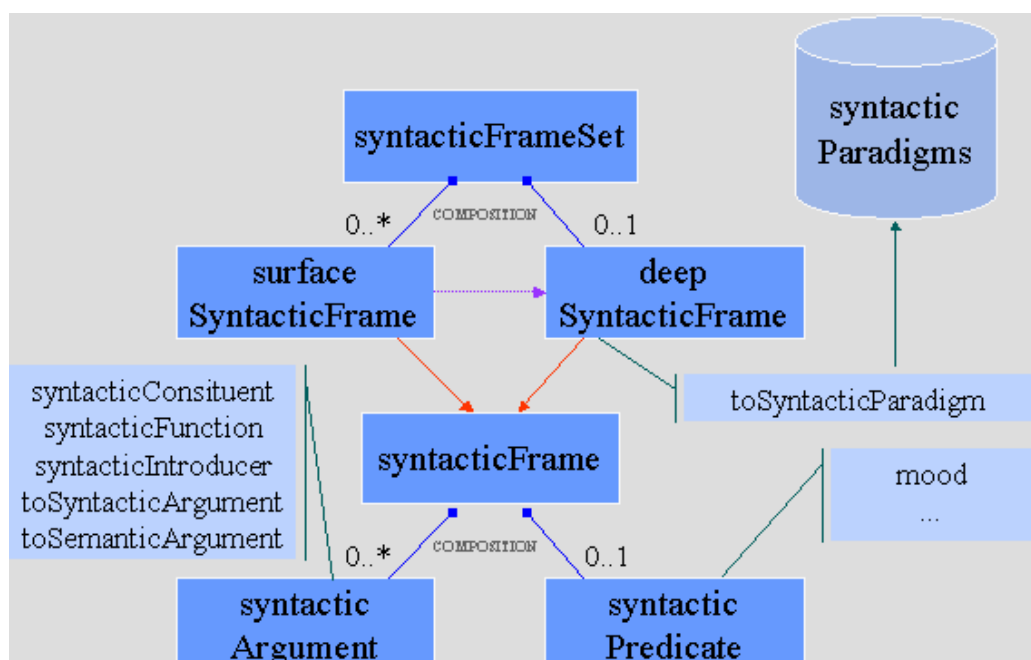 syntactic
Paradigms
syntacticFrameSet
0..*
COMPOSITION
0..1
surface
SyntacticFrame
deep
SyntacticFrame
syntacticConsituent
syntacticFunction
syntacticIntroducer
toSyntacticArgument
toSemanticArgument
toSyntacticParadigm
syntacticFrame
mood
...
0..*
COMPOSITION
0..1
syntactic
Argument
syntactic
Predicate